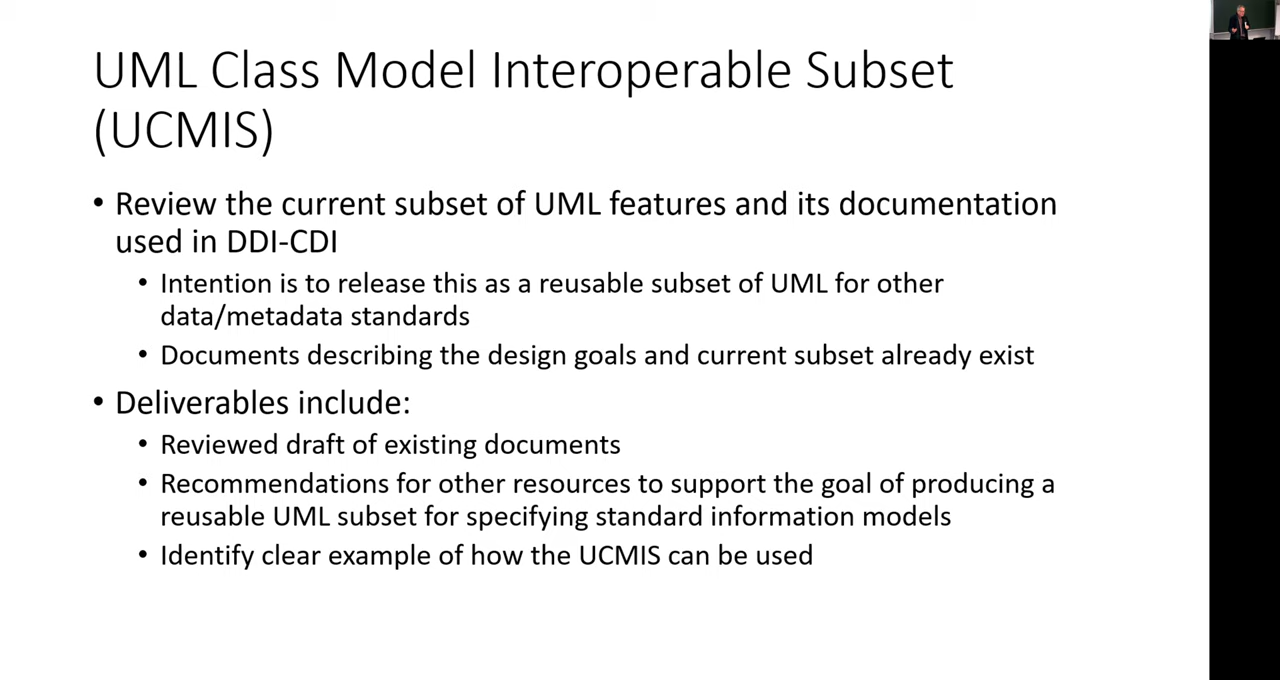 UML Class Model Interoperable Subset
(UCMIS)
• Review the current subset of UML features and its documentation
used in DDI-CDI
• Intention is to release this as a reusable subset of UML for other
data/metadata standards
• Documents describing the design goals and current subset already exist
• Deliverables include:
• Reviewed draft of existing documents
• Recommendations for other resources to support the goal of producing a
reusable UML subset for specifying standard information models
• Identify clear example of how the UCMIS can be used